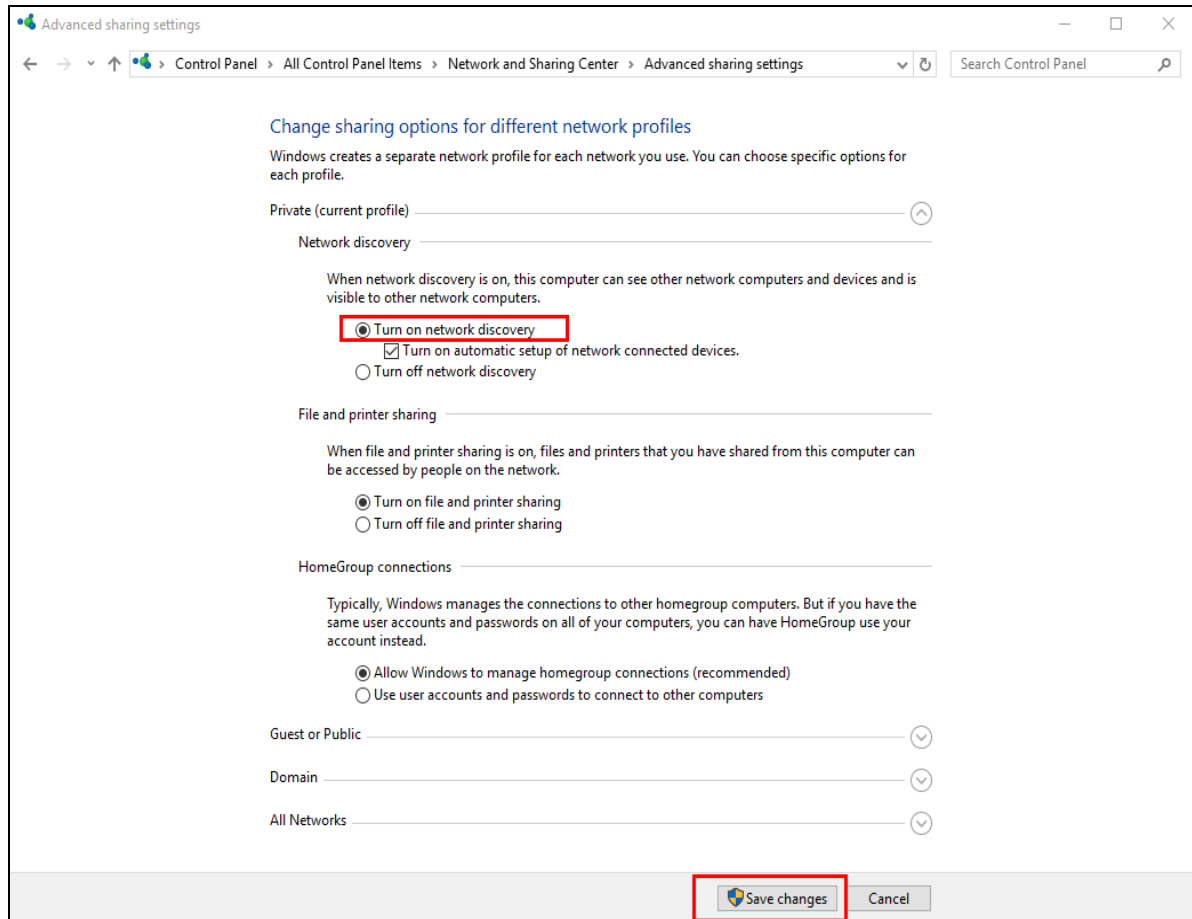 Advanced sharing settings
Control Panel > All Control Panel Items > Network and Sharing Center > Advanced sharing settings
Search Control Panel
Change sharing options for different network profiles
Windows creates a separate network profile for each network you use. You can choose specific options for
each profile.
Private (current profile)
Network discovery
When network discovery is on, this computer can see other network computers and devices and is
visible to other network computers.
Turn on network discovery
Turn on automatic setup of network connected devices.
Turn off network discovery
File and printer sharing
When file and printer sharing is on, files and printers that you have shared from this computer can
be accessed by people on the network.
Turn on file and printer sharing
Turn off file and printer sharing
HomeGroup connections
Typically, Windows manages the connections to other homegroup computers. But if you have the
same user accounts and passwords on all of your computers, you can have HomeGroup use your
account instead.
Allow Windows to manage homegroup connections (recommended)
Use user accounts and passwords to connect to other computers
Guest or Public
Domain
All Networks
Save changes
Cancel